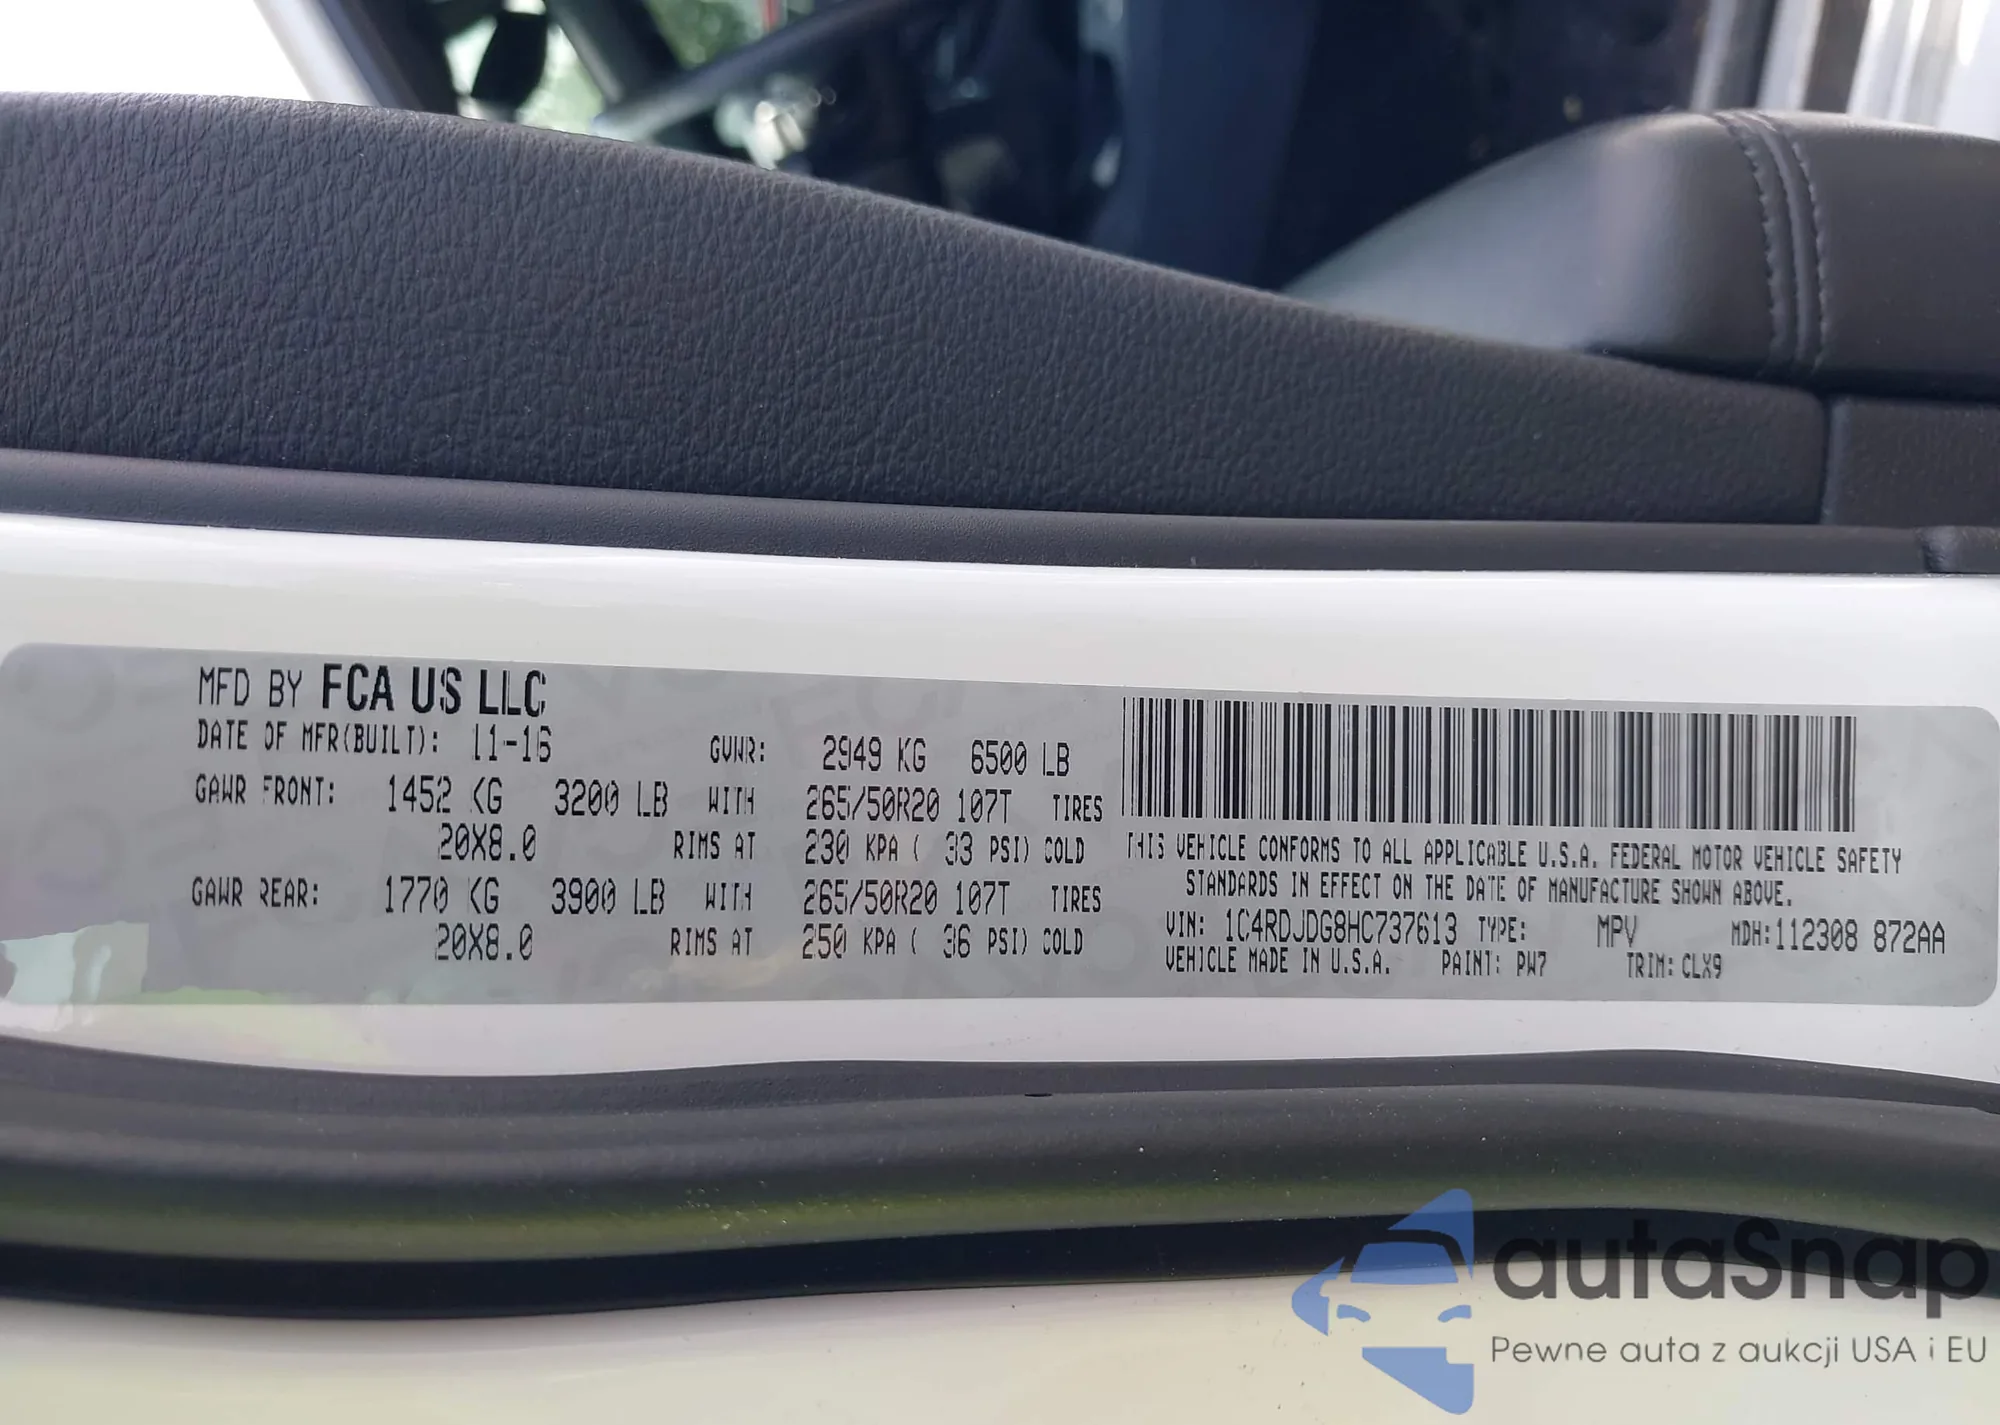 MFD BY FCA US LLC
DATE OF MFR(BUILT): 11-16 GVWR: 2949 KG 6500 LB
GAWR FRONT: 1452 KG 3200 LB WITH 265/50R20 107T TIRES
20X8.0 RIMS AT 230 KPA ( 33 PSI) COLD
GAWR REAR: 1770 KG 3900 LB WITH 265/50R20 107T TIRES
20X8.0 RIMS AT 250 KPA ( 36 PSI) COLD
THIS VEHICLE CONFORMS TO ALL APPLICABLE U.S.A. FEDERAL MOTOR VEHICLE SAFETY
STANDARDS IN EFFECT ON THE DATE OF MANUFACTURE SHOWN ABOVE.
VIN: 1C4RDJDG8HC737613 TYPE: MPV MDH:112308 872AA
VEHICLE MADE IN U.S.A. PAINT: PW7 TRIM: CLX9
autaSnap
Pewne auta z aukcji USA i EU